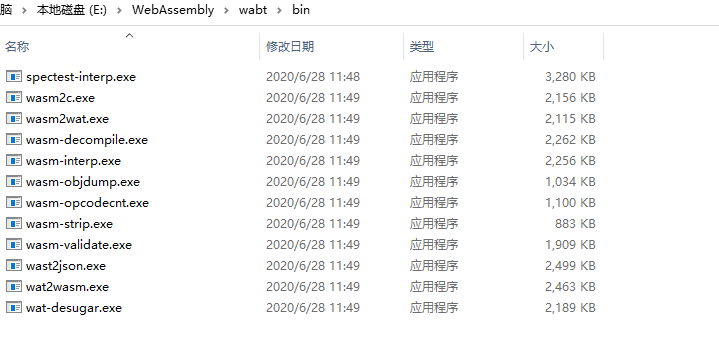 脑 › 本地磁盘 (E:) › WebAssembly › wabt › bin
名称 修改日期 类型 大小
spectest-interp.exe 2020/6/28 11:48 应用程序 3,280 KB
wasm2c.exe 2020/6/28 11:49 应用程序 2,156 KB
wasm2wat.exe 2020/6/28 11:49 应用程序 2,115 KB
wasm-decompile.exe 2020/6/28 11:49 应用程序 2,262 KB
wasm-interp.exe 2020/6/28 11:49 应用程序 2,256 KB
wasm-objdump.exe 2020/6/28 11:49 应用程序 1,034 KB
wasm-opcodecnt.exe 2020/6/28 11:49 应用程序 1,100 KB
wasm-strip.exe 2020/6/28 11:49 应用程序 883 KB
wasm-validate.exe 2020/6/28 11:49 应用程序 1,909 KB
wast2json.exe 2020/6/28 11:49 应用程序 2,499 KB
wat2wasm.exe 2020/6/28 11:49 应用程序 2,463 KB
wat-desugar.exe 2020/6/28 11:49 应用程序 2,189 KB